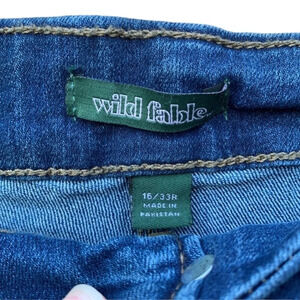 wild fable
16/33R
MADE IN
PAKISTAN